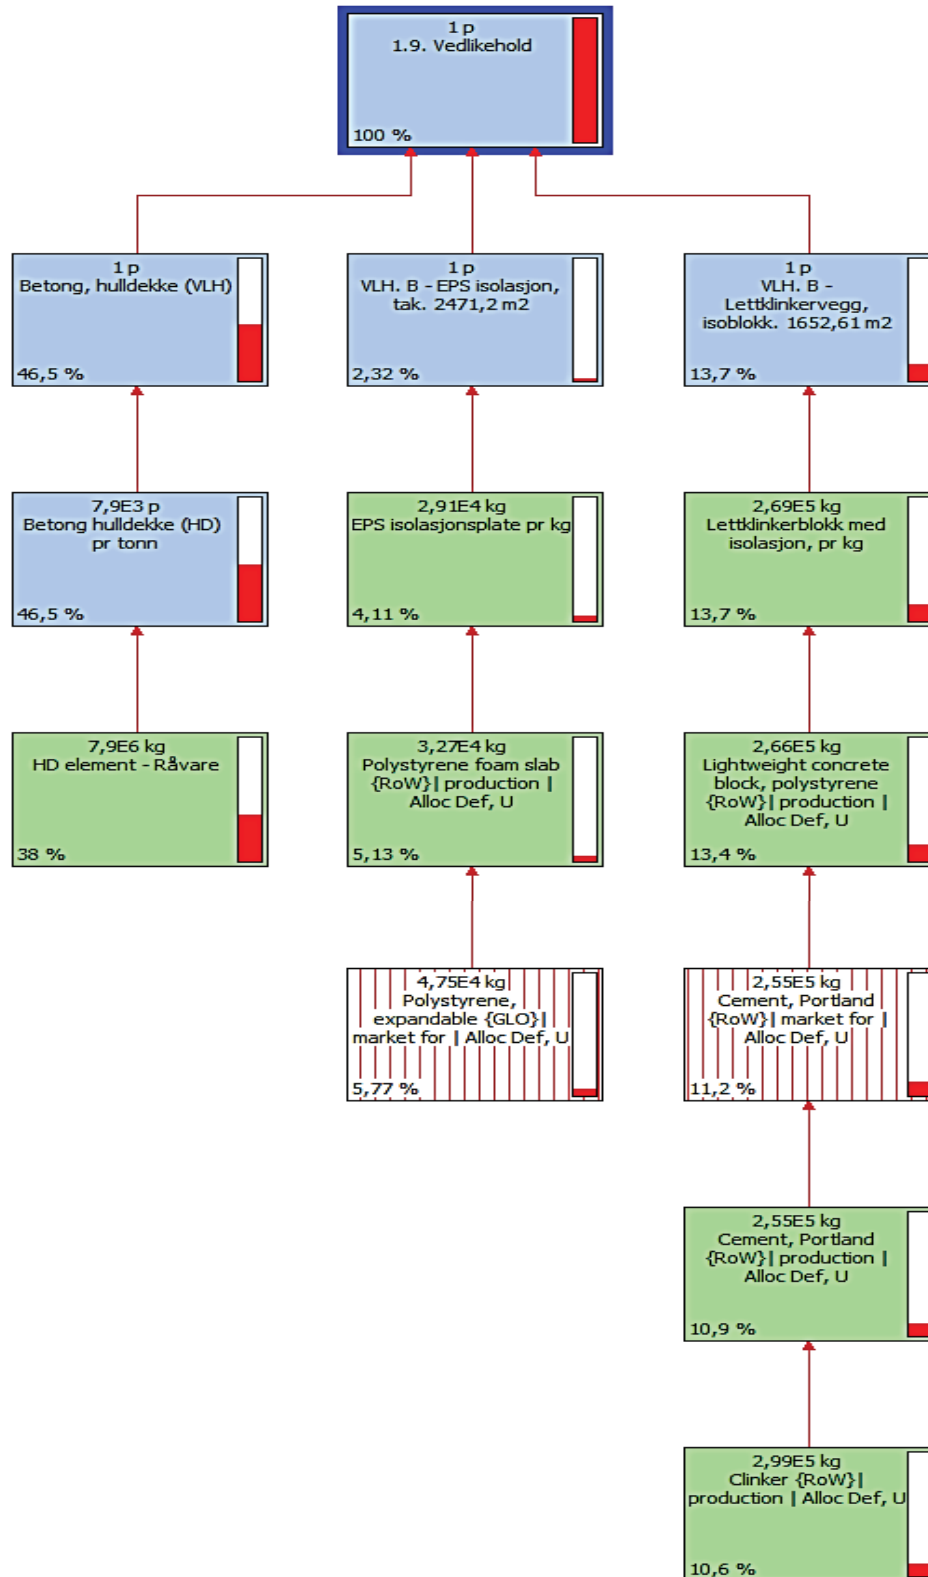 1 p
1.9. Vedlikehold
100 %
1 p
Betong, hulldekke (VLH)
46,5 %
1 p
VLH. B - EPS isolasjon,
tak. 2471,2 m2
2,32 %
1 p
VLH. B -
Lettklinkervegg,
isoblokk. 1652,61 m2
13,7 %
7,9E3 p
Betong hulldekke (HD)
pr tonn
46,5 %
2,91E4 kg
EPS isolasjonsplate pr kg
4,11 %
2,69E5 kg
Lettklinkerblokk med
isolasjon, pr kg
13,7 %
7,9E6 kg
HD element - Råvare
38 %
3,27E4 kg
Polystyrene foam slab
{RoW}| production |
Alloc Def, U
5,13 %
2,66E5 kg
Lightweight concrete
block, polystyrene
{RoW}| production |
Alloc Def, U
13,4 %
4,75E4 kg
Polystyrene,
expandable {GLO}|
market for | Alloc Def, U
5,77 %
2,55E5 kg
Cement, Portland
{RoW}| market for |
Alloc Def, U
11,2 %
2,55E5 kg
Cement, Portland
{RoW}| production |
Alloc Def, U
10,9 %
2,99E5 kg
Clinker {RoW}|
production | Alloc Def, U
10,6 %